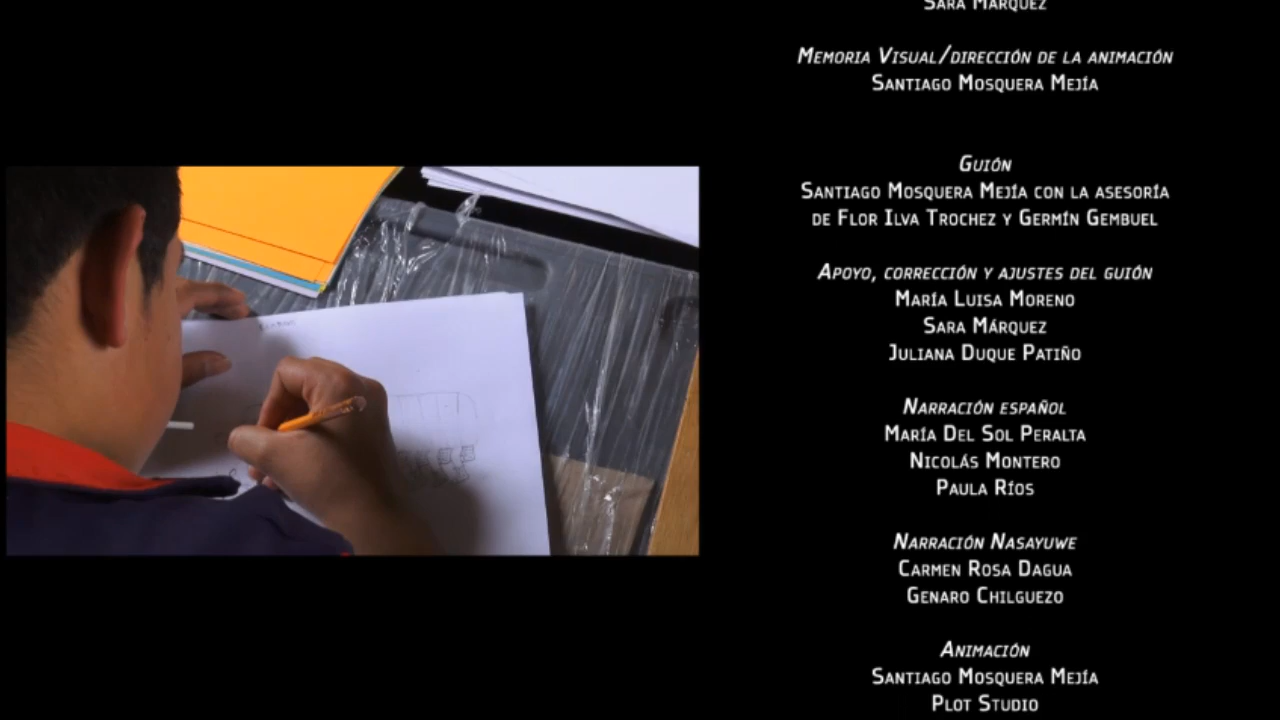 Sara Márquez
Memoria Visual/dirección de la animación
Santiago Mosquera Mejía
Guión
Santiago Mosquera Mejía con la asesoría
de Flor Ilva Trochez y Germín Gembuel
Apoyo, corrección y ajustes del guión
María Luisa Moreno
Sara Márquez
Juliana Duque Patiño
Narración español
María Del Sol Peralta
Nicolás Montero
Paula Ríos
Narración Nasayuwe
Carmen Rosa Dagua
Genaro Chilguezo
Animación
Santiago Mosquera Mejía
Plot Studio